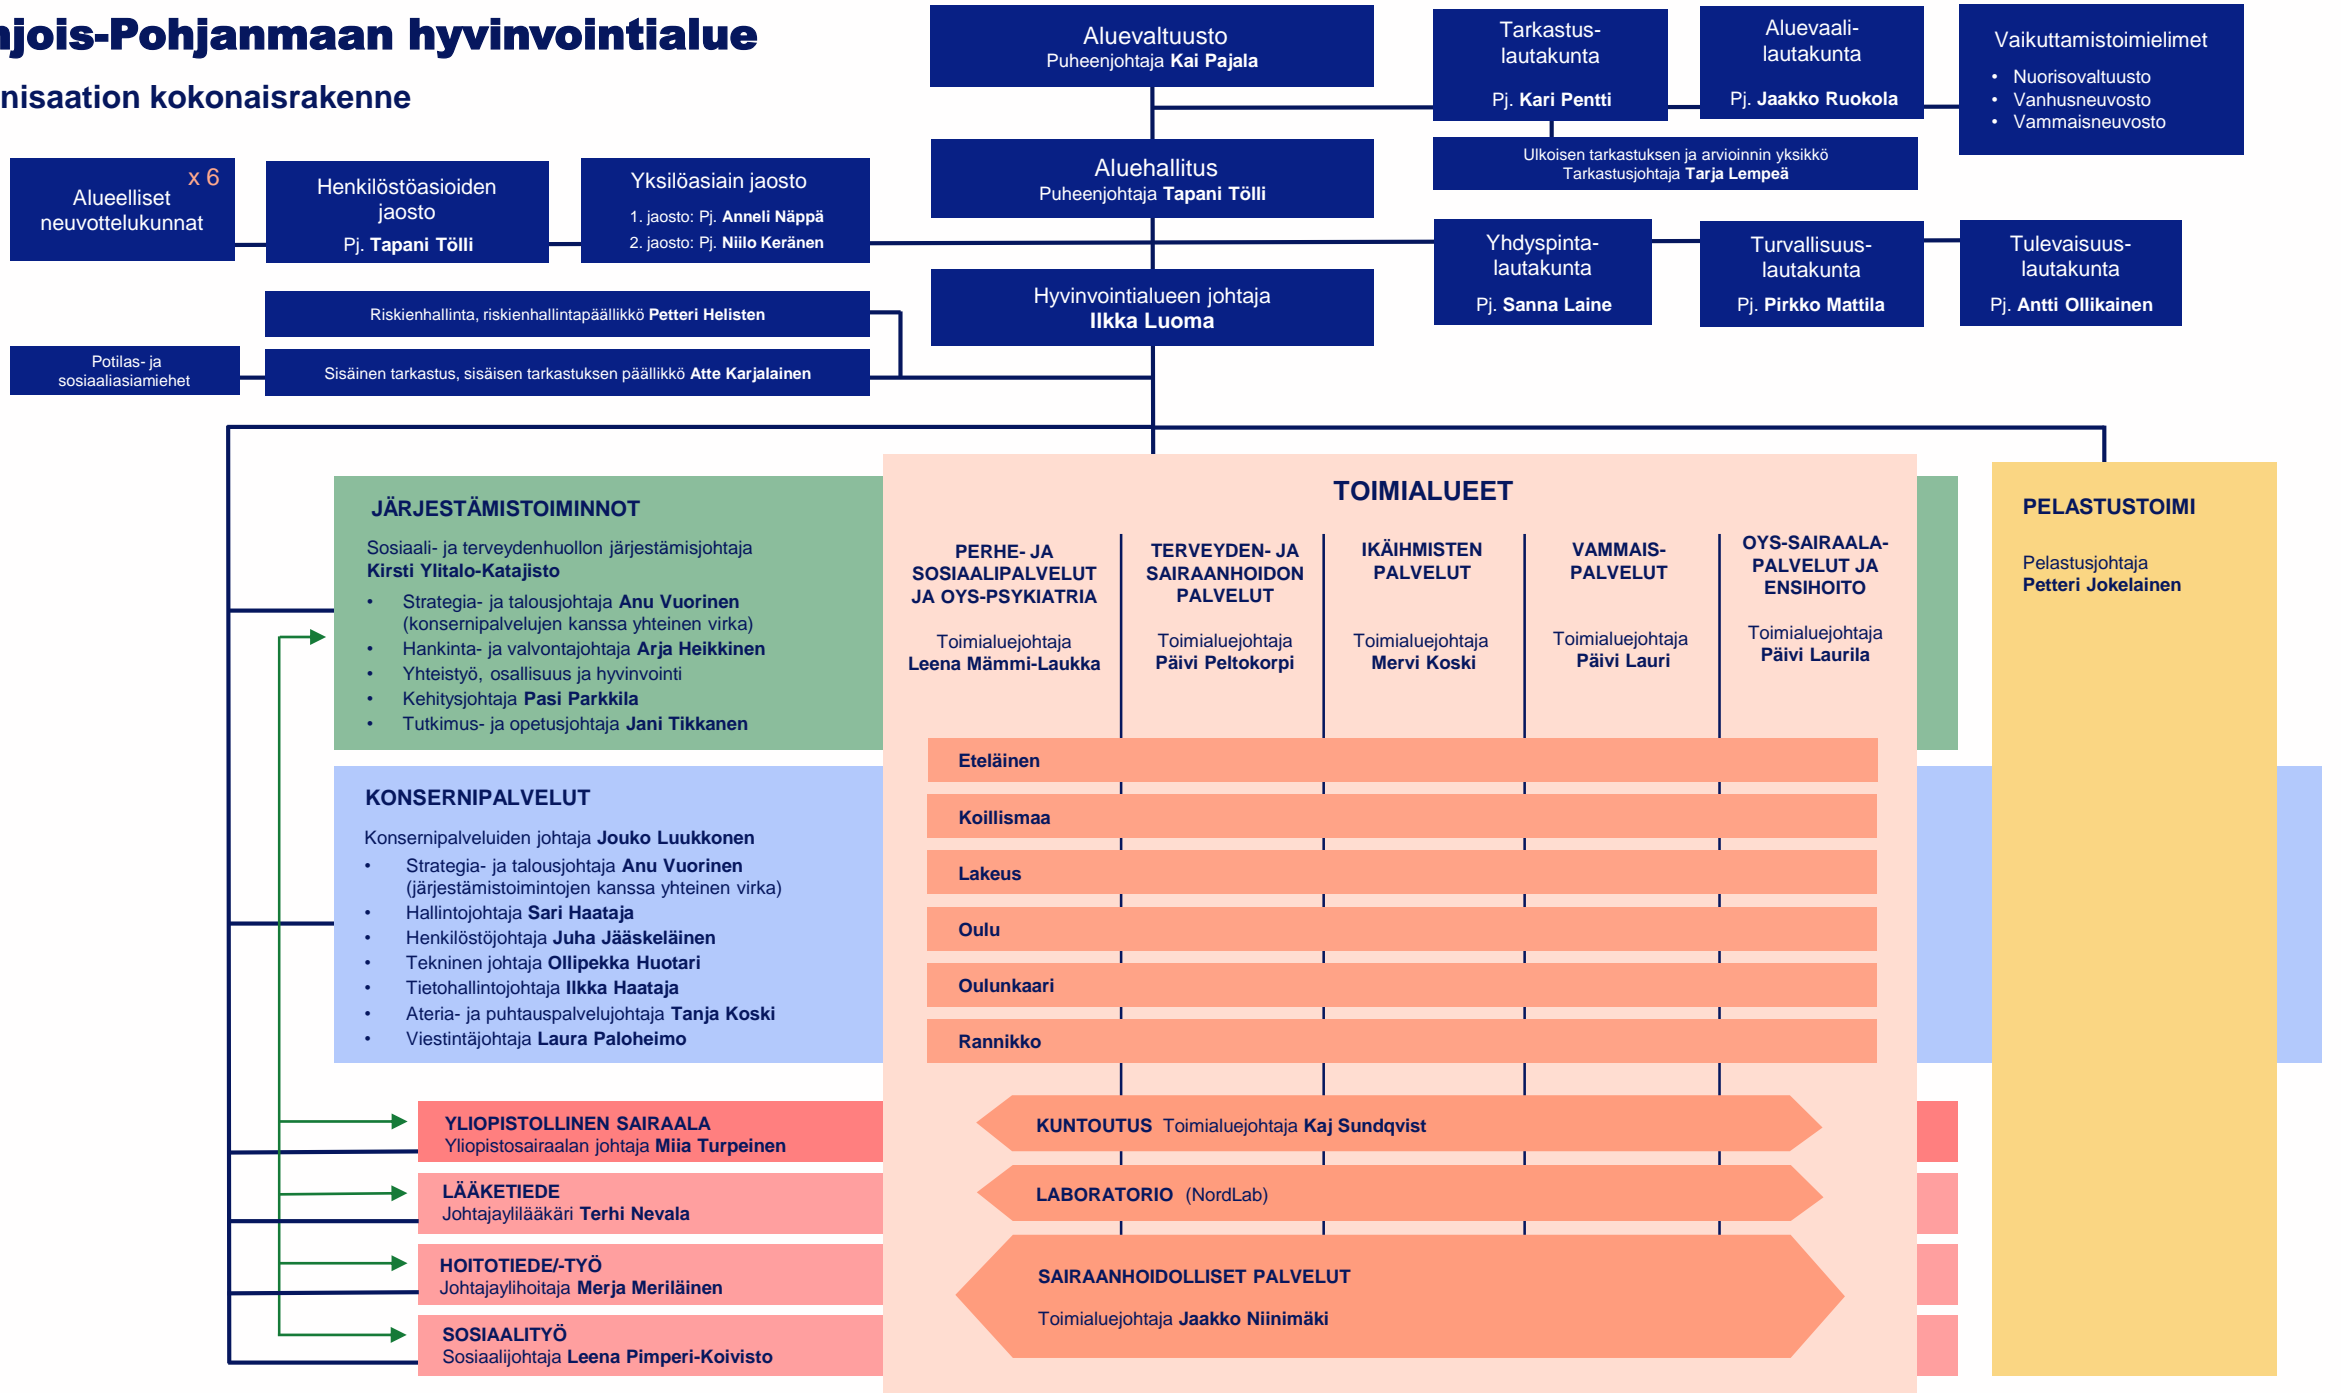 jois-Pohjanmaan hyvinvointialue
nisaation kokonaisrakenne
Aluevaltuusto
Puheenjohtaja Kai Pajala
Tarkastus-
lautakunta
Pj. Kari Pentti
Aluevaali-
lautakunta
Pj. Jaakko Ruokola
Vaikuttamistoimielimet
• Nuorisovaltuusto
• Vanhusneuvosto
• Vammaisneuvosto
Ulkoisen tarkastuksen ja arvioinnin yksikkö
Tarkastusjohtaja Tarja Lempeä
x 6
Alueelliset
neuvottelukunnat
Henkilöstöasioiden
jaosto
Pj. Tapani Tölli
Yksilöasiain jaosto
1. jaosto: Pj. Anneli Näppä
2. jaosto: Pj. Niilo Keränen
Aluehallitus
Puheenjohtaja Tapani Tölli
Yhdyspinta-
lautakunta
Pj. Sanna Laine
Turvallisuus-
lautakunta
Pj. Pirkko Mattila
Tulevaisuus-
lautakunta
Pj. Antti Ollikainen
Hyvinvointialueen johtaja
Ilkka Luoma
Riskienhallinta, riskienhallintapäällikkö Petteri Helisten
Potilas- ja
sosiaaliasiamiehet
Sisäinen tarkastus, sisäisen tarkastuksen päällikkö Atte Karjalainen
JÄRJESTÄMISTOIMINNOT
Sosiaali- ja terveydenhuollon järjestämisjohtaja
Kirsti Ylitalo-Katajisto
• Strategia- ja talousjohtaja Anu Vuorinen
(konsernipalvelujen kanssa yhteinen virka)
• Hankinta- ja valvontajohtaja Arja Heikkinen
• Yhteistyö, osallisuus ja hyvinvointi
• Kehitysjohtaja Pasi Parkkila
• Tutkimus- ja opetusjohtaja Jani Tikkanen
KONSERNIPALVELUT
Konsernipalveluiden johtaja Jouko Luukkonen
• Strategia- ja talousjohtaja Anu Vuorinen
(järjestämistoimintojen kanssa yhteinen virka)
• Hallintojohtaja Sari Haataja
• Henkilöstöjohtaja Juha Jääskeläinen
• Tekninen johtaja Ollipekka Huotari
• Tietohallintojohtaja Ilkka Haataja
• Ateria- ja puhtauspalvelujohtaja Tanja Koski
• Viestintäjohtaja Laura Paloheimo
YLIOPISTOLLINEN SAIRAALA
Yliopistosairaalan johtaja Miia Turpeinen
LÄÄKETIEDE
Johtajaylilääkäri Terhi Nevala
HOITOTIEDE/-TYÖ
Johtajaylihoitaja Merja Meriläinen
SOSIAALITYÖ
Sosiaalijohtaja Leena Pimperi-Koivisto
TOIMIALUEET
PERHE- JA
SOSIAALIPALVELUT
JA OYS-PSYKIATRIA
Toimialuejohtaja
Leena Mämmi-Laukka
TERVEYDEN- JA
SAIRAANHOIDON
PALVELUT
Toimialuejohtaja
Päivi Peltokorpi
IKÄIHMISTEN
PALVELUT
Toimialuejohtaja
Mervi Koski
VAMMAIS-
PALVELUT
Toimialuejohtaja
Päivi Lauri
OYS-SAIRAALA-
PALVELUT JA
ENSIHOITO
Toimialuejohtaja
Päivi Laurila
Eteläinen
Koillismaa
Lakeus
Oulu
Oulunkaari
Rannikko
KUNTOUTUS Toimialuejohtaja Kaj Sundqvist
LABORATORIO (NordLab)
SAIRAANHOIDOLLISET PALVELUT
Toimialuejohtaja Jaakko Niinimäki
PELASTUSTOIMI
Pelastusjohtaja
Petteri Jokelainen